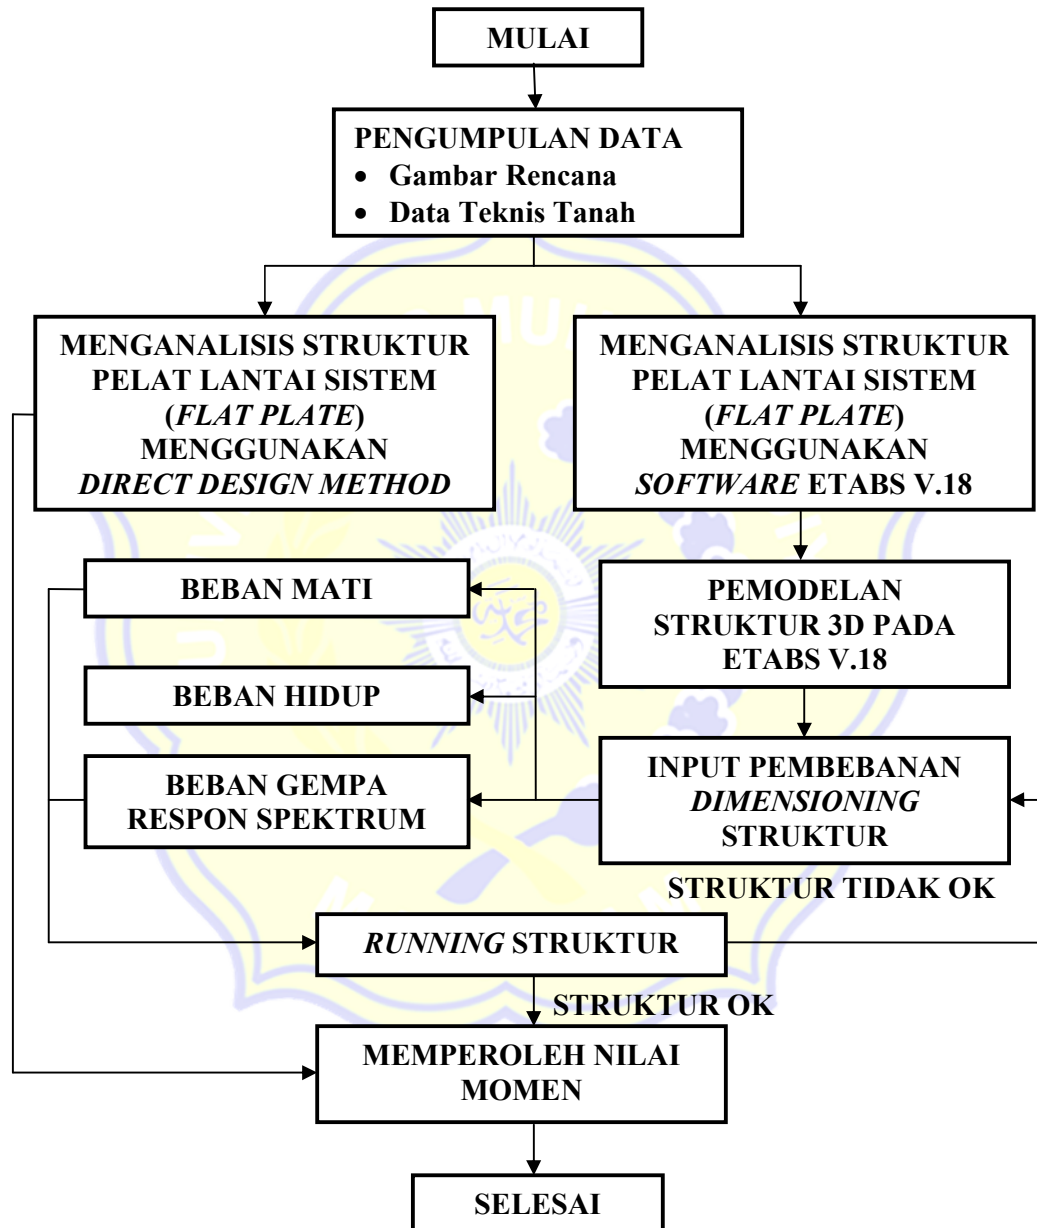 MULAI
PENGUMPULAN DATA
• Gambar Rencana
• Data Teknis Tanah
MENGANALISIS STRUKTUR
PELAT LANTAI SISTEM
(FLAT PLATE)
MENGGUNAKAN
DIRECT DESIGN METHOD
MENGANALISIS STRUKTUR
PELAT LANTAI SISTEM
(FLAT PLATE)
MENGGUNAKAN
SOFTWARE ETABS V.18
BEBAN MATI
PEMODELAN
STRUKTUR 3D PADA
ETABS V.18
BEBAN HIDUP
BEBAN GEMPA
RESPON SPEKTRUM
INPUT PEMBEBANAN
DIMENSIONING
STRUKTUR
STRUKTUR TIDAK OK
RUNNING STRUKTUR
STRUKTUR OK
MEMPEROLEH NILAI
MOMEN
SELESAI